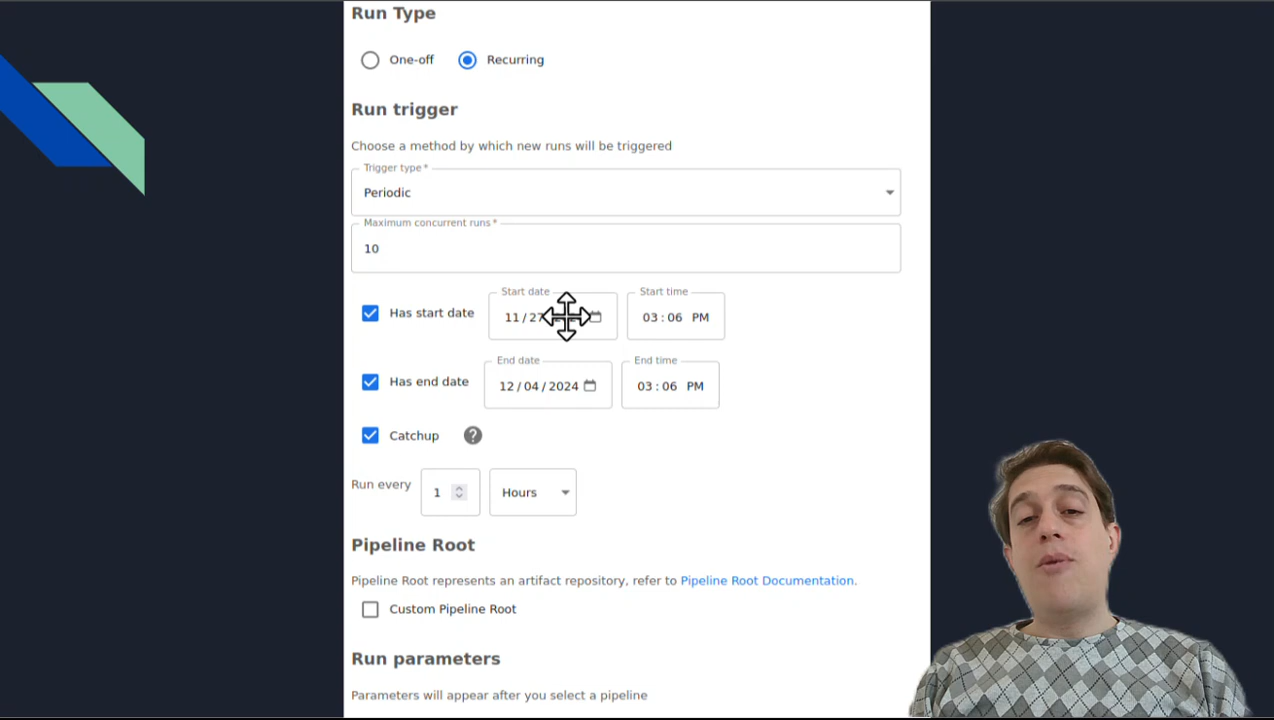 Run Type
One-off Recurring
Run trigger
Choose a method by which new runs will be triggered
Trigger type*
Periodic
Maximum concurrent runs*
10
Start date Start time
Has start date 11/27 03:06 PM
End date End time
Has end date 12/04/2024 03:06 PM
Catchup ?
Run every 1 Hours
Pipeline Root
Pipeline Root represents an artifact repository, refer to Pipeline Root Documentation.
Custom Pipeline Root
Run parameters
Parameters will appear after you select a pipeline